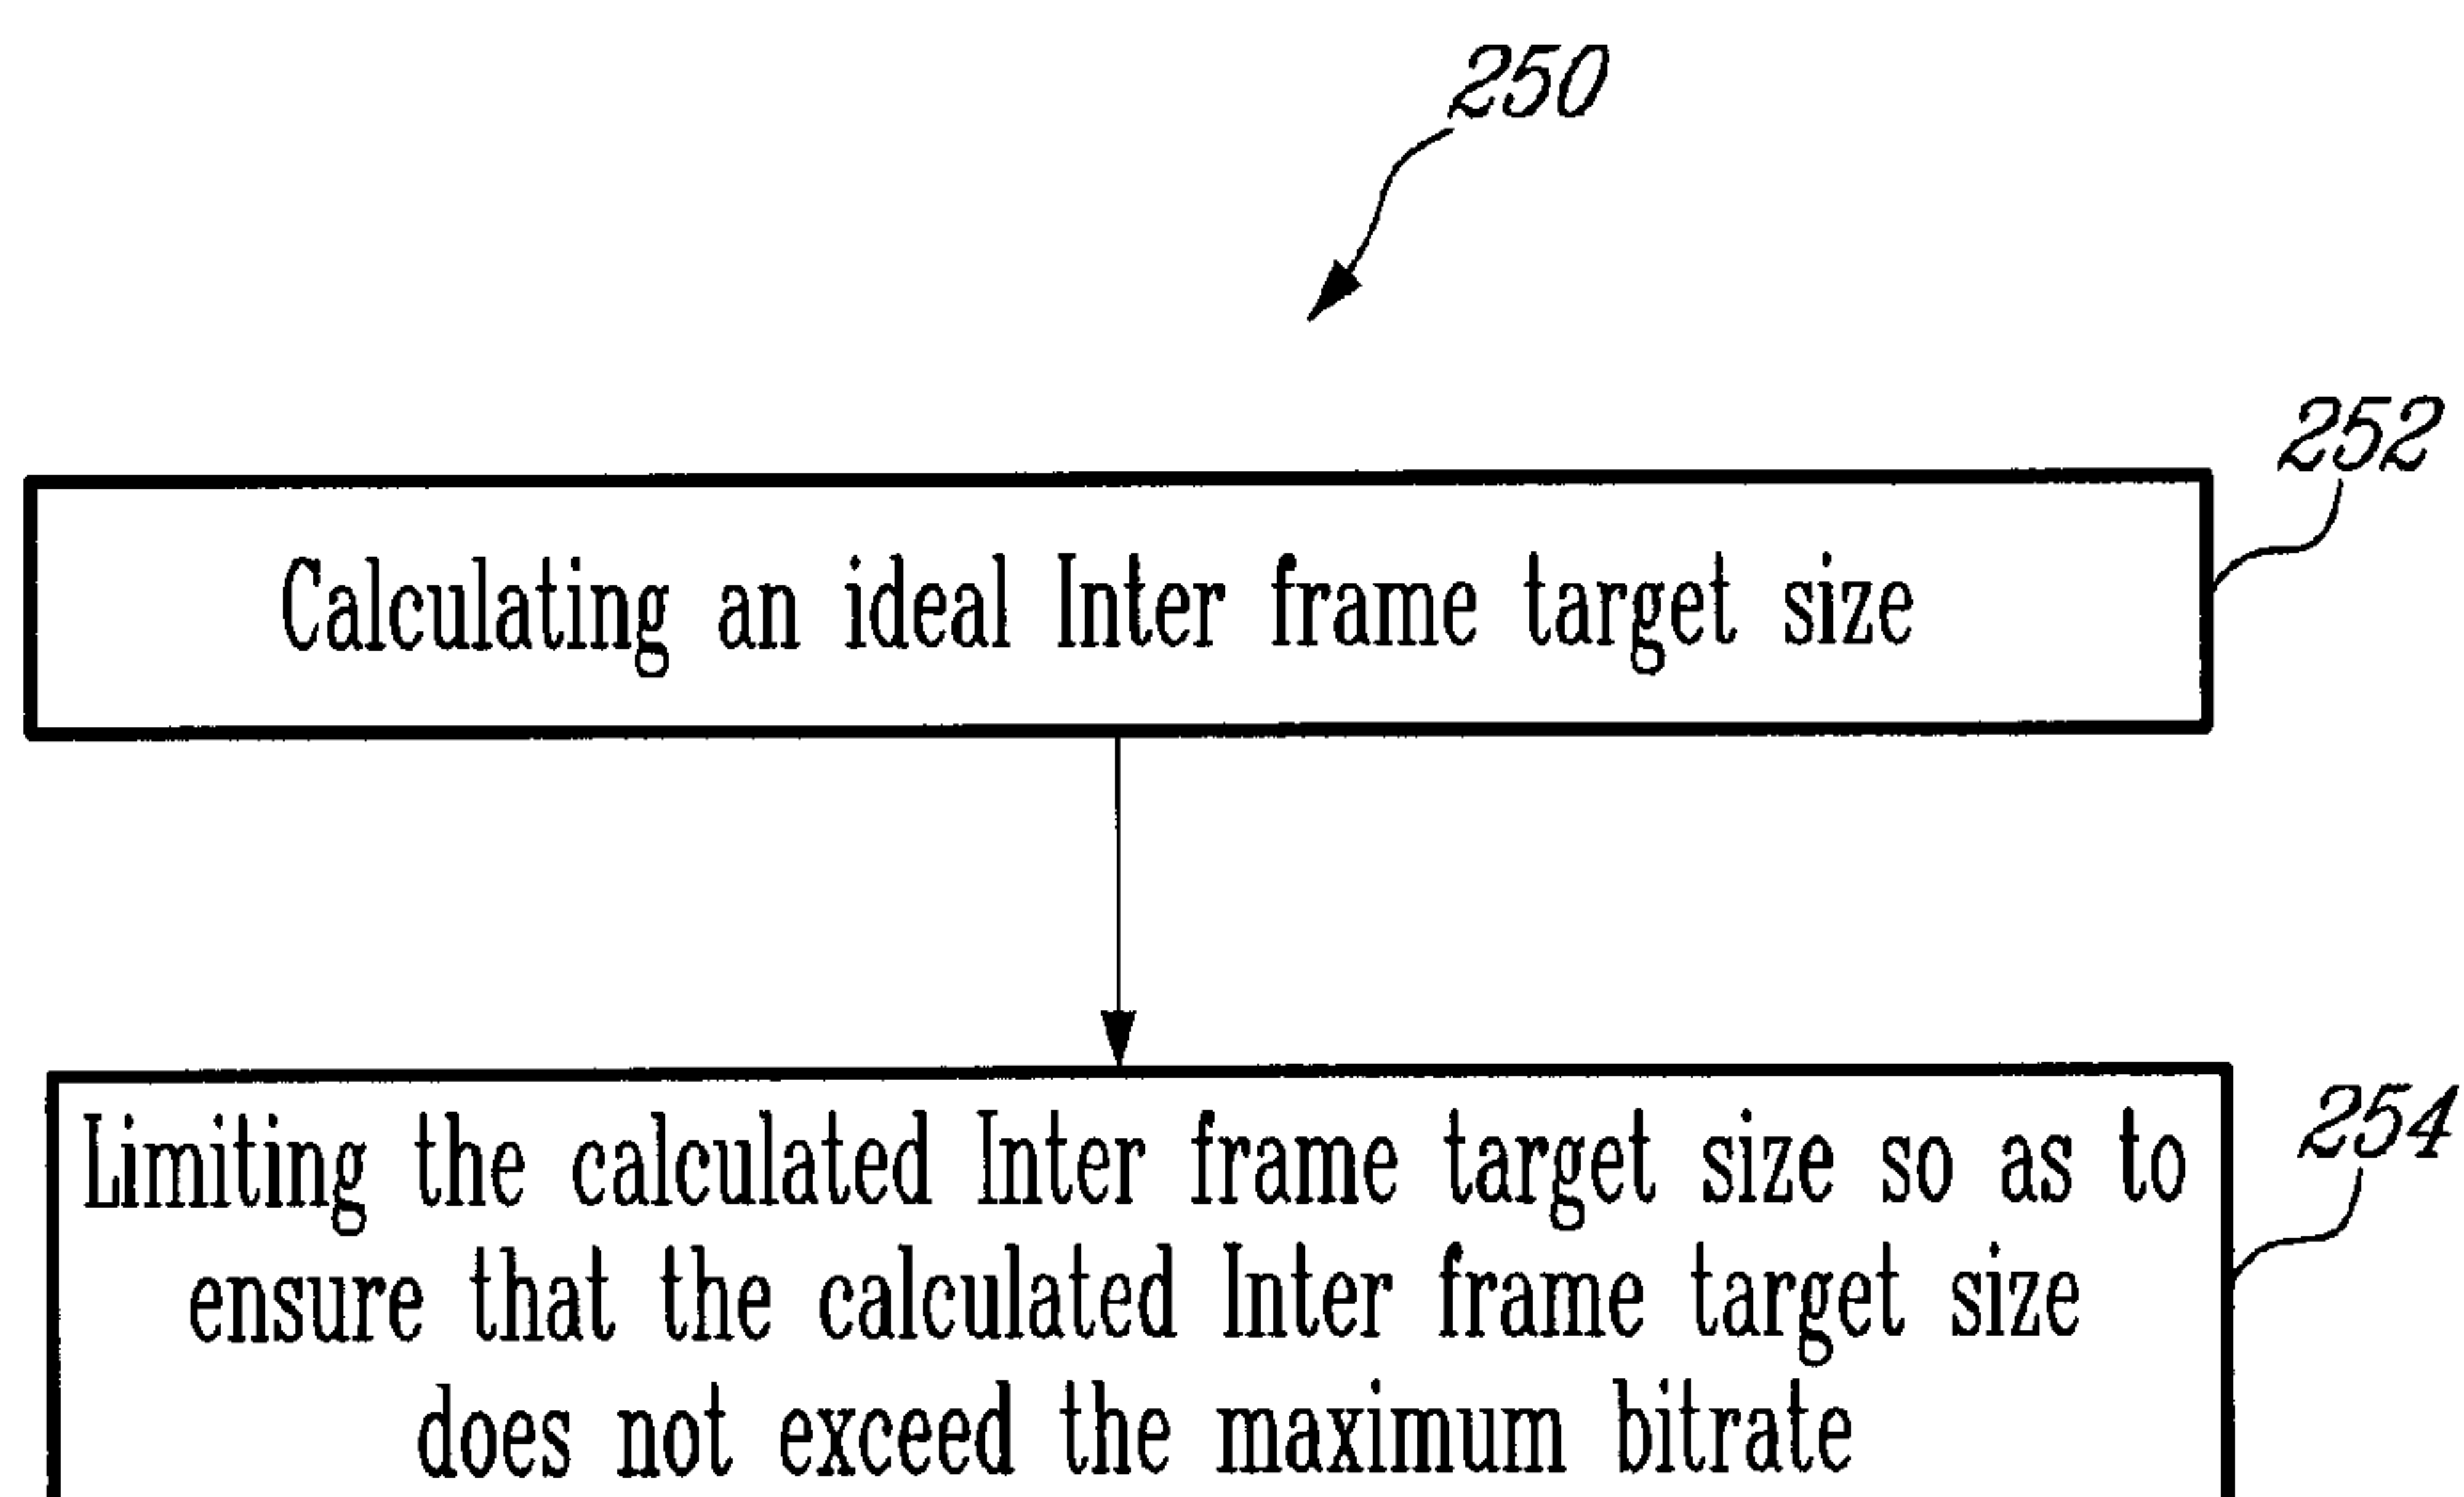 250
252
Calculating an ideal Inter frame target size
254
Limiting the calculated Inter frame target size so as to
ensure that the calculated Inter frame target size
does not exceed the maximum bitrate